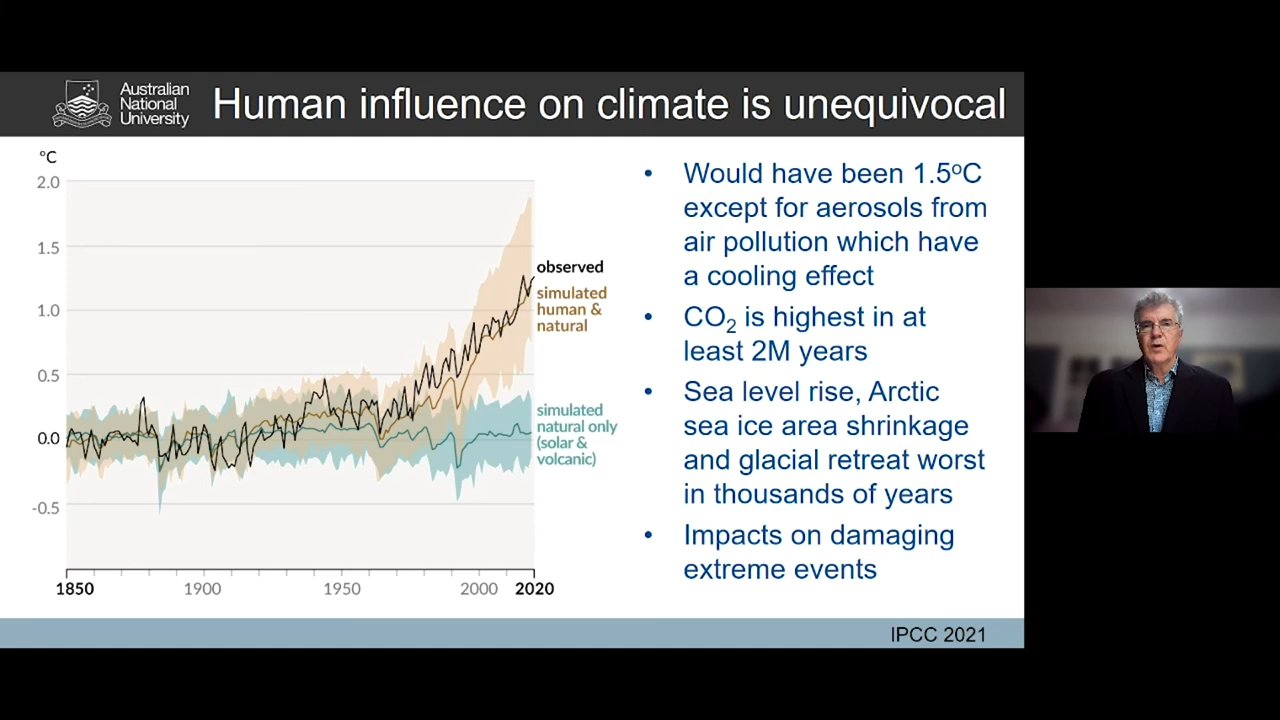 Australian
National
University
Human influence on climate is unequivocal
°C
2.0
1.5
1.0
0.5
0.0
-0.5
1850
1900
1950
2000
2020
observed
simulated
human &
natural
simulated
natural only
(solar &
volcanic)
• Would have been 1.5°C
except for aerosols from
air pollution which have
a cooling effect
• CO₂ is highest in at
least 2M years
• Sea level rise, Arctic
sea ice area shrinkage
and glacial retreat worst
in thousands of years
• Impacts on damaging
extreme events
IPCC 2021